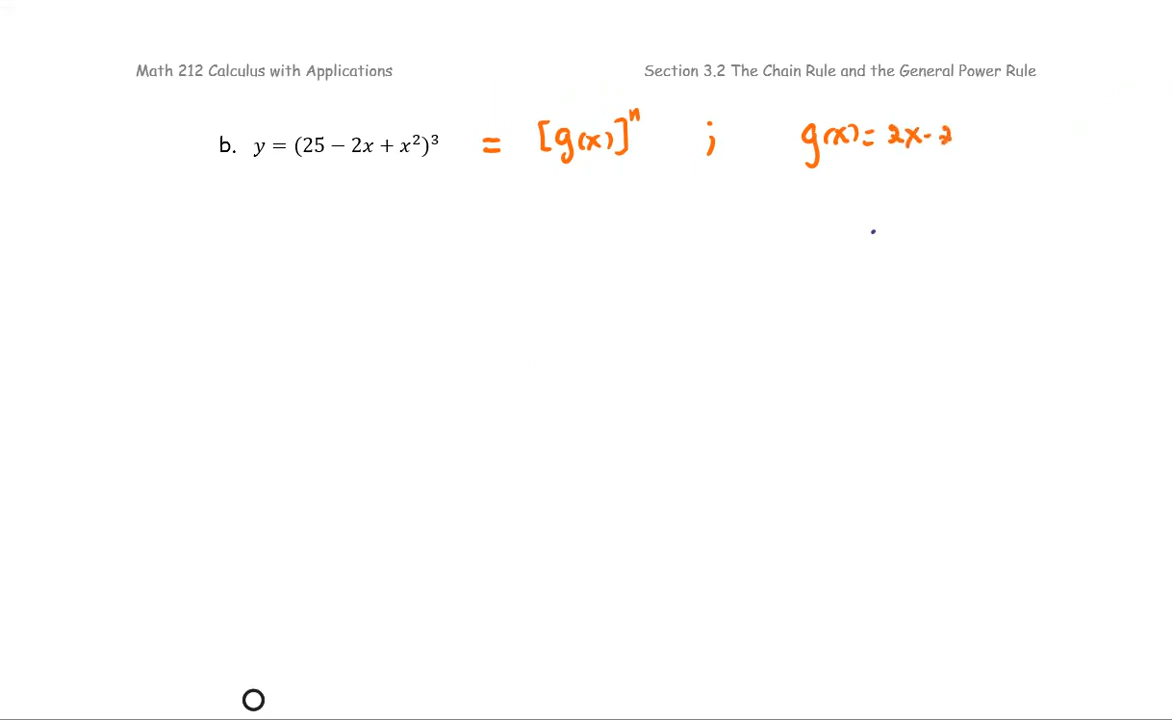 Math 212 Calculus with Applications Section 3.2 The Chain Rule and the General Power Rule
b. y = (25 − 2x + x²)³ = [g(x)]ⁿ ; g(x) = 2x - 2